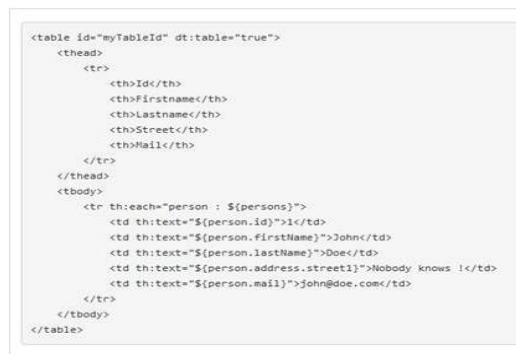 <table id="myTableId" dt:table="true">
    <thead>
        <tr>
            <th>Id</th>
            <th>Firstname</th>
            <th>Lastname</th>
            <th>Street</th>
            <th>Mail</th>
        </tr>
    </thead>
    <tbody>
        <tr th:each="person : ${persons}">
            <td th:text="${person.id}">1</td>
            <td th:text="${person.firstName}">John</td>
            <td th:text="${person.lastName}">Doe</td>
            <td th:text="${person.address.street1}">Nobody knows !</td>
            <td th:text="${person.mail}">john@doe.com</td>
        </tr>
    </tbody>
</table>